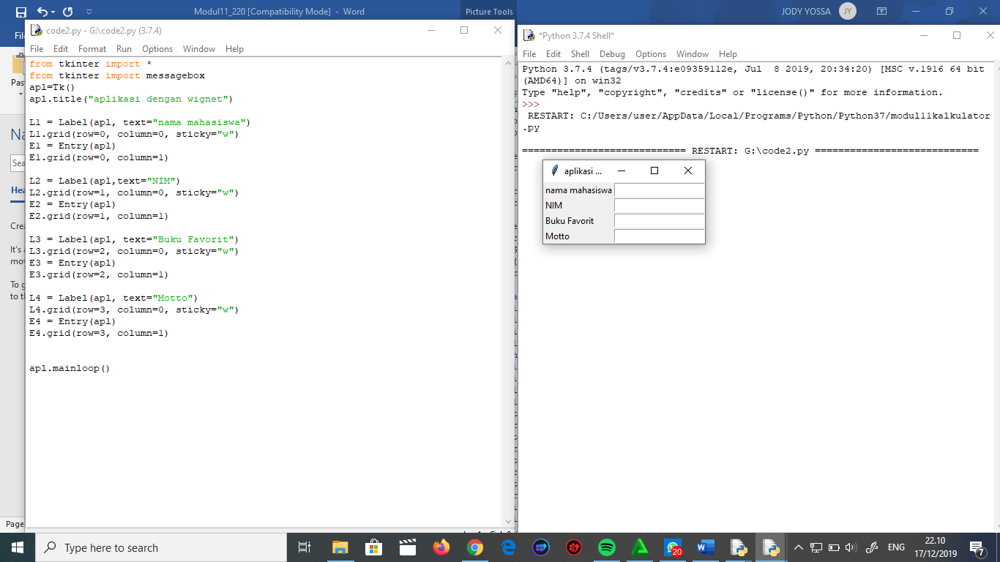 Modul11_220 [Compatibility Mode] - Word
Picture Tools
JODY YOSSA
JY
code2.py - G:\code2.py (3.7.4)
File Edit Format Run Options Window Help
from tkinter import *
from tkinter import messagebox
apl=Tk()
apl.title("aplikasi dengan wignet")
L1 = Label(apl, text="nama mahasiswa")
L1.grid(row=0, column=0, sticky="w")
E1 = Entry(apl)
E1.grid(row=0, column=1)
L2 = Label(apl,text="NIM")
L2.grid(row=1, column=0, sticky="w")
E2 = Entry(apl)
E2.grid(row=1, column=1)
L3 = Label(apl, text="Buku Favorit")
L3.grid(row=2, column=0, sticky="w")
E3 = Entry(apl)
E3.grid(row=2, column=1)
L4 = Label(apl, text="Motto")
L4.grid(row=3, column=0, sticky="w")
E4 = Entry(apl)
E4.grid(row=3, column=1)
apl.mainloop()
*Python 3.7.4 Shell*
File Edit Shell Debug Options Window Help
Python 3.7.4 (tags/v3.7.4:e09359112e, Jul  8 2019, 20:34:20) [MSC v.1916 64 bit
(AMD64)] on win32
Type "help", "copyright", "credits" or "license()" for more information.
>>>
RESTART: C:/Users/user/AppData/Local/Programs/Python/Python37/modul11kalkulator
.py
============================ RESTART: G:\code2.py ============================
aplikasi ...
nama mahasiswa
NIM
Buku Favorit
Motto
Page
Type here to search
20
ENG
22.10
17/12/2019
7